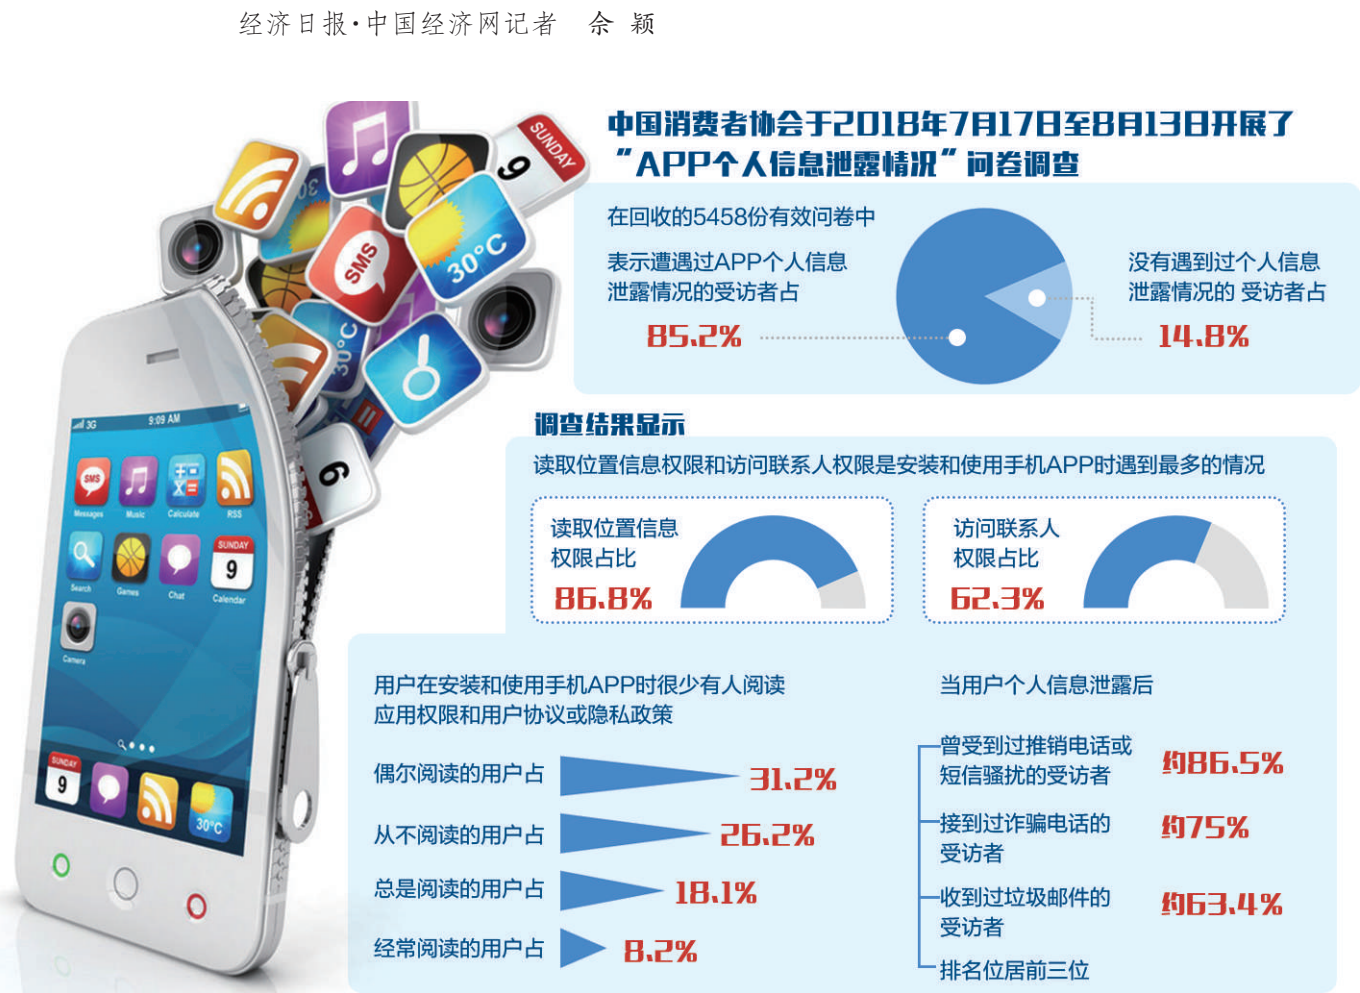 经济日报·中国经济网记者 佘 颖
中国消费者协会于2018年7月17日至8月13日开展了
“APP个人信息泄露情况”问卷调查
在回收的5458份有效问卷中
表示遭遇过APP个人信息
泄露情况的受访者占
85.2%
没有遇到过个人信息
泄露情况的 受访者占
14.8%
调查结果显示
读取位置信息权限和访问联系人权限是安装和使用手机APP时遇到最多的情况
读取位置信息
权限占比
86.8%
访问联系人
权限占比
62.3%
用户在安装和使用手机APP时很少有人阅读
应用权限和用户协议或隐私政策
偶尔阅读的用户占
31.2%
从不阅读的用户占
26.2%
总是阅读的用户占
18.1%
经常阅读的用户占
8.2%
当用户个人信息泄露后
曾受到过推销电话或
短信骚扰的受访者
约86.5%
接到过诈骗电话的
受访者
约75%
收到过垃圾邮件的
受访者
约63.4%
排名位居前三位
SUNDAY
9
30°C
SMS
30°C
30°C
9
3G
9:09 AM
SMS
Messages
Music
Calculate
RSS
Search
Games
Chat
SUNDAY
9
Calendar
Camera
SUNDAY
9
30°C